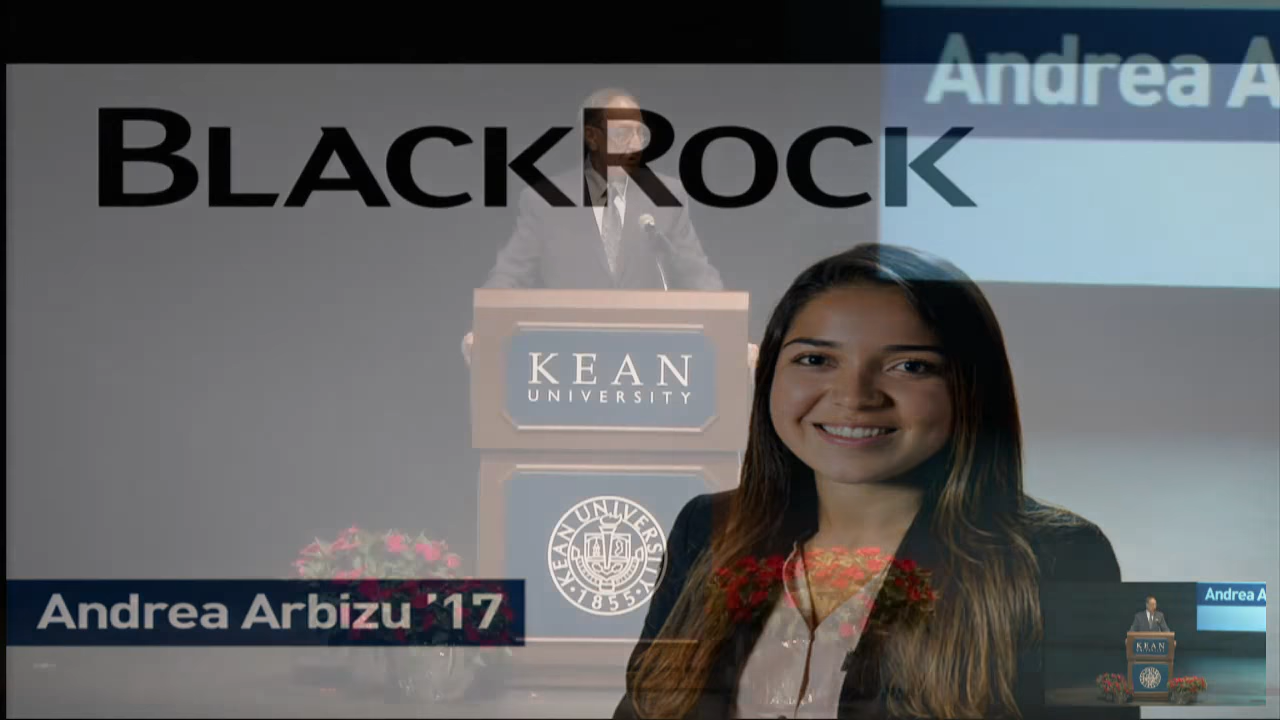 Andrea A
BLACKROCK
KEAN
UNIVERSITY
KEAN UNIVERSITY
1855
Andrea Arbizu '17
Andrea A
KEAN